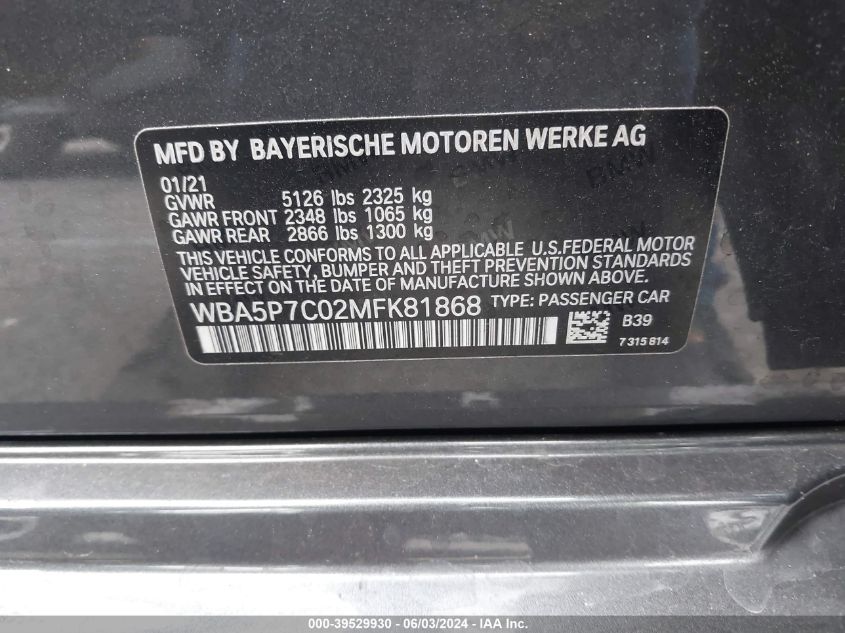 MFD BY BAYERISCHE MOTOREN WERKE AG
01/21
GVWR 5126 lbs 2325 kg
GAWR FRONT 2348 lbs 1065 kg
GAWR REAR 2866 lbs 1300 kg
THIS VEHICLE CONFORMS TO ALL APPLICABLE U.S.FEDERAL MOTOR
VEHICLE SAFETY, BUMPER AND THEFT PREVENTION STANDARDS
IN EFFECT ON THE DATE OF MANUFACTURE SHOWN ABOVE.
WBA5P7C02MFK81868 TYPE: PASSENGER CAR
B39
7315814
000-39529930 - 06/03/2024 - IAA Inc.